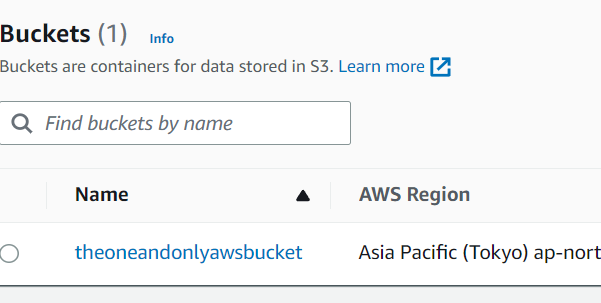 Buckets (1) Info
Buckets are containers for data stored in S3. Learn more
Find buckets by name
Name AWS Region
theoneandonlyawsbucket Asia Pacific (Tokyo) ap-nort